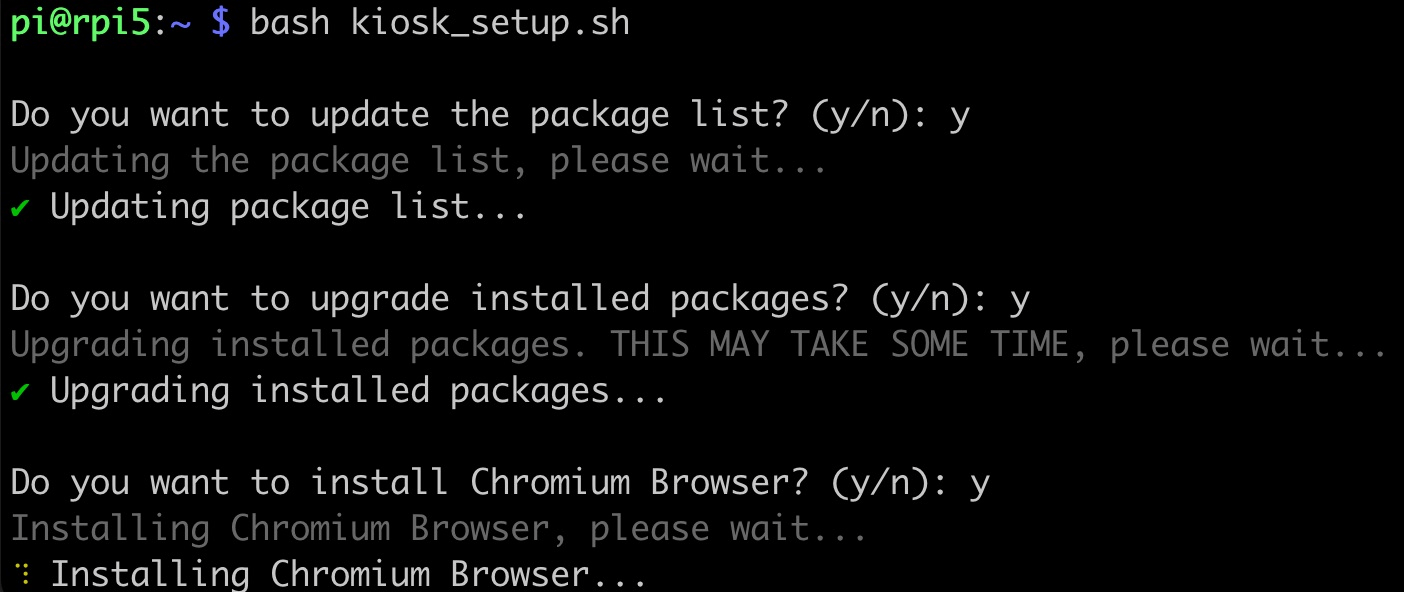 pi@rpi5:~ $ bash kiosk_setup.sh
Do you want to update the package list? (y/n): y
Updating the package list, please wait...
✔ Updating package list...
Do you want to upgrade installed packages? (y/n): y
Upgrading installed packages. THIS MAY TAKE SOME TIME, please wait...
✔ Upgrading installed packages...
Do you want to install Chromium Browser? (y/n): y
Installing Chromium Browser, please wait...
⠹ Installing Chromium Browser...